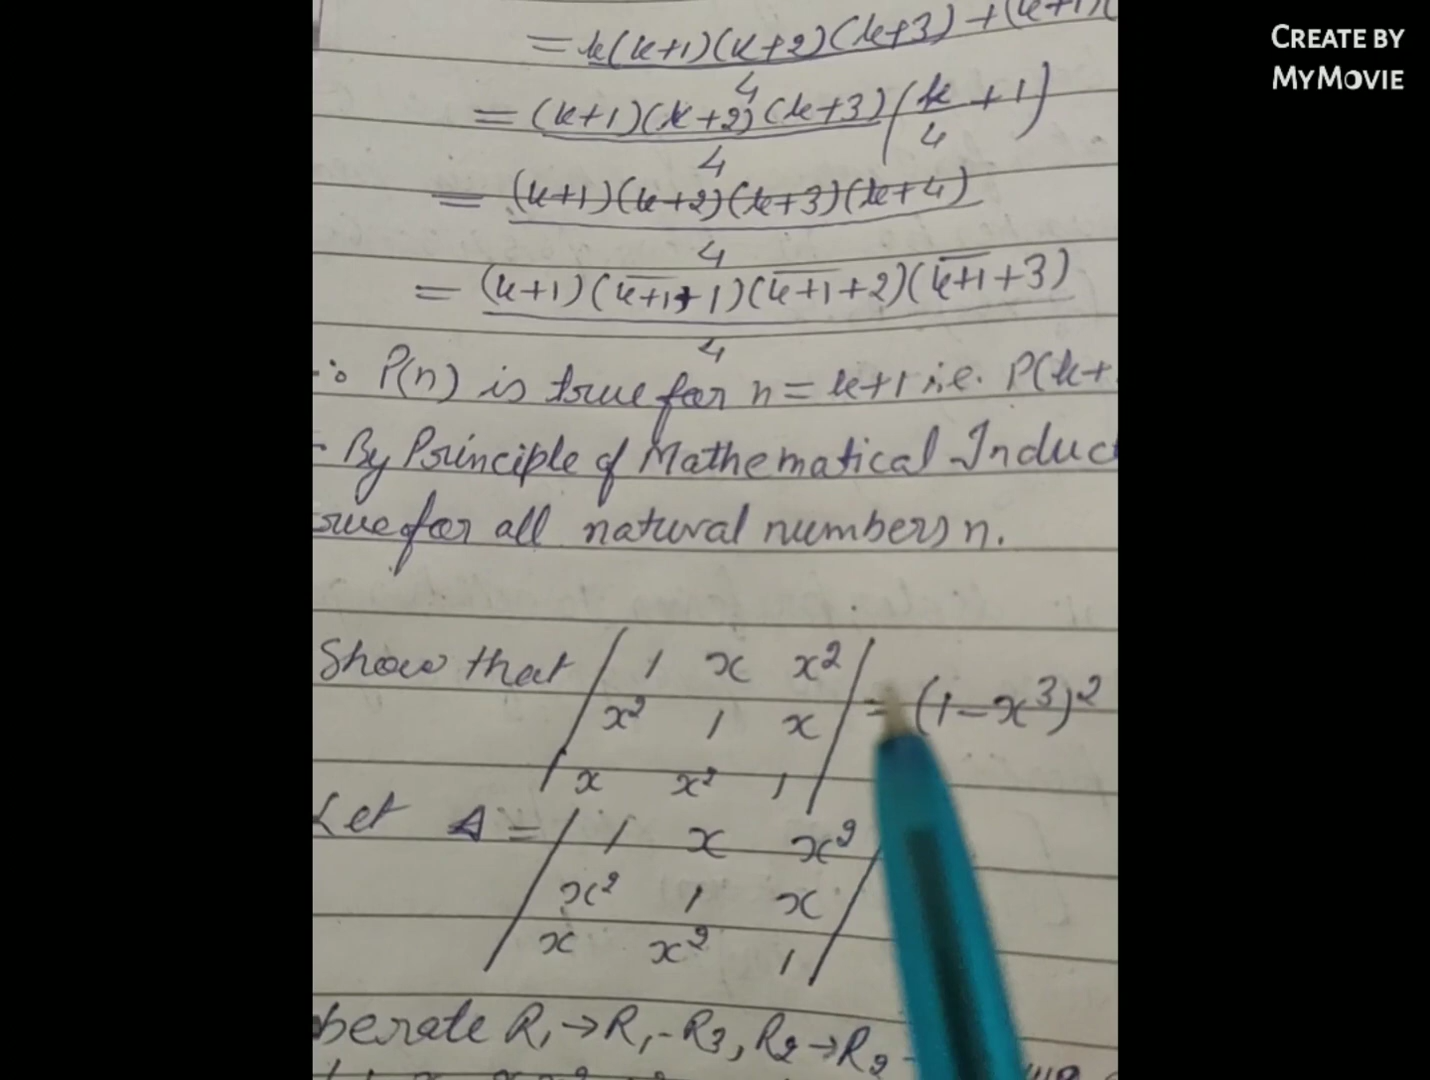 = k(k+1)(k+2)(k+3) + (k+1)(
4
= (k+1)(k+2)(k+3) (k/4 + 1)
4
= (k+1)(k+2)(k+3)(k+4)
4
= (k+1)(k+1+1)(k+1+2)(k+1+3)
4
∴ P(n) is true for n = k+1 i.e. P(k+
By Principle of Mathematical Induct
rue for all natural numbers n.
Show that | 1 x x² |
| x² 1 x | = (1-x³)²
| x x² 1 |
Let Δ = | 1 x x² |
| x² 1 x |
| x x² 1 |
perate R₁→R₁-R₃, R₂→R₂-
CREATE BY
MYMOVIE